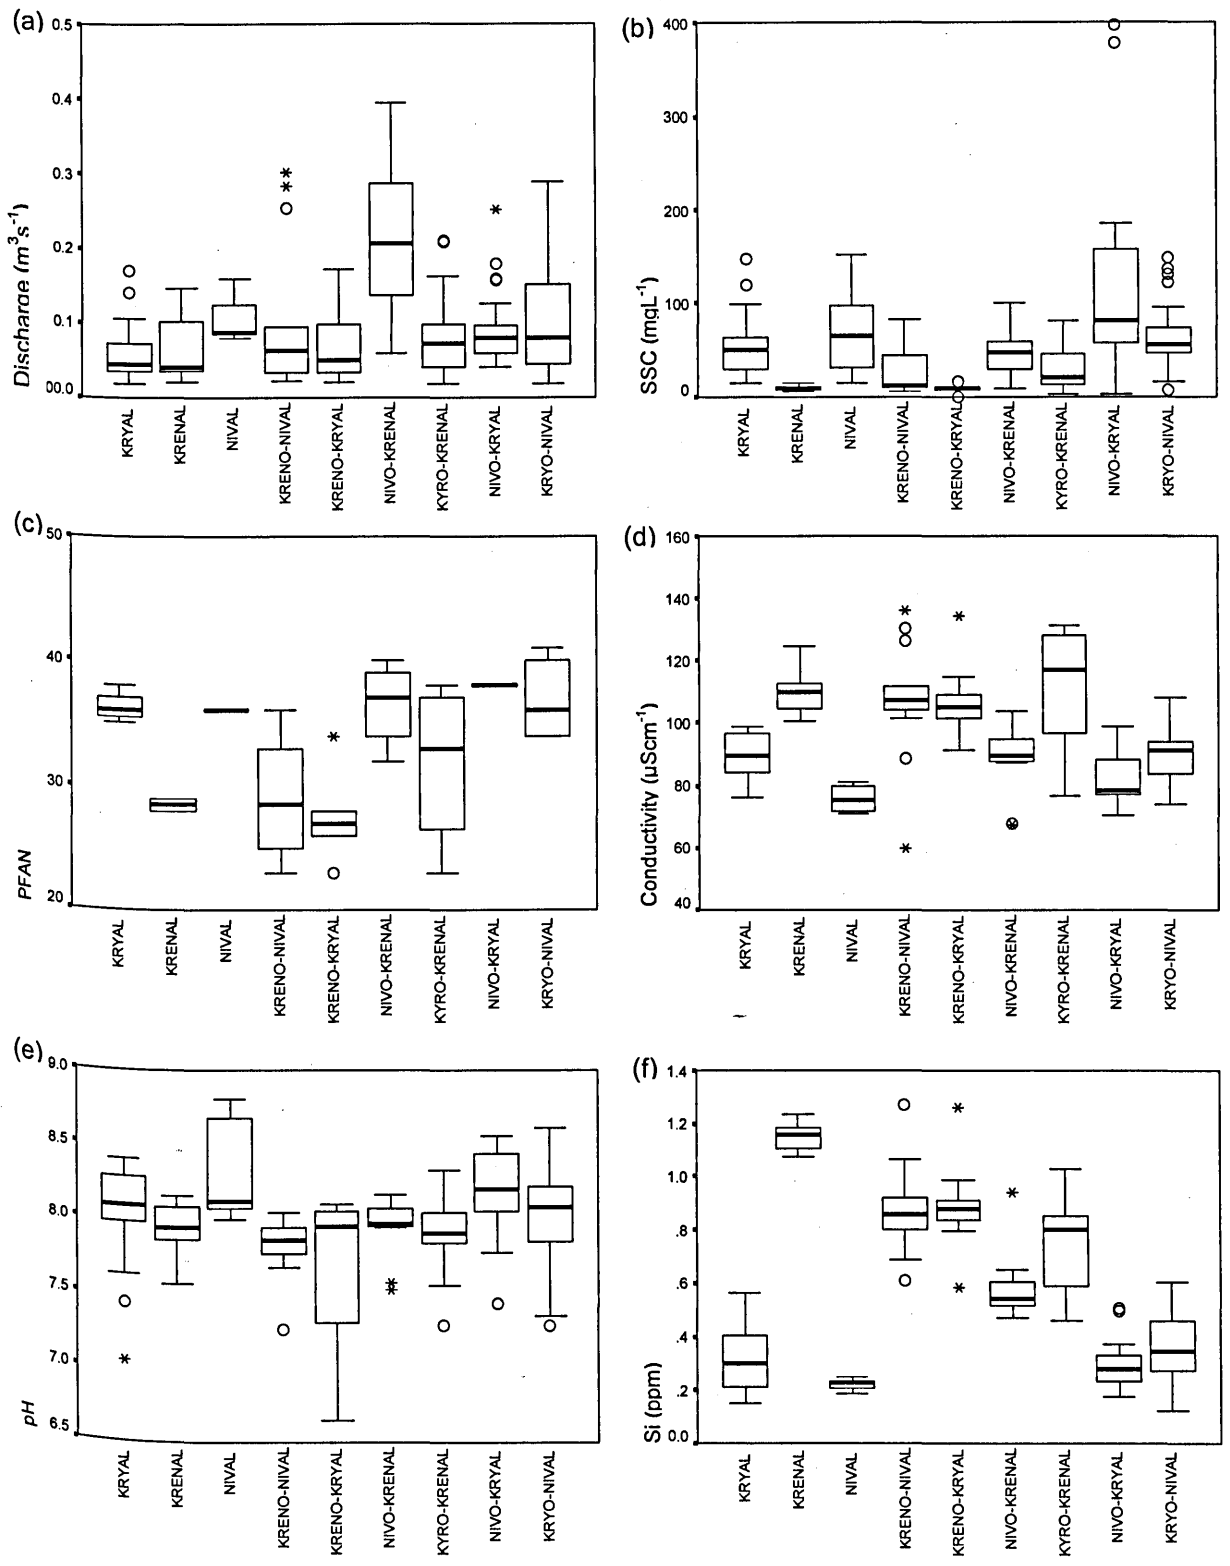 (a)
0.5
0.4
0.3
0.2
0.1
00.0
Discharge (m³s⁻¹)
KRYAL
KRENAL
NIVAL
KRENO-NIVAL
KRENO-KRYAL
NIVO-KRENAL
KYRO-KRENAL
NIVO-KRYAL
KRYO-NIVAL
(b)
400
300
200
100
0
SSC (mgL⁻¹)
KRYAL
KRENAL
NIVAL
KRENO-NIVAL
KRENO-KRYAL
NIVO-KRENAL
KYRO-KRENAL
NIVO-KRYAL
KRYO-NIVAL
(c)
50
40
30
20
PFAN
KRYAL
KRENAL
NIVAL
KRENO-NIVAL
KRENO-KRYAL
NIVO-KRENAL
KYRO-KRENAL
NIVO-KRYAL
KRYO-NIVAL
(d)
160
140
120
100
80
60
40
Conductivity (µScm⁻¹)
KRYAL
KRENAL
NIVAL
KRENO-NIVAL
KRENO-KRYAL
NIVO-KRENAL
KYRO-KRENAL
NIVO-KRYAL
KRYO-NIVAL
(e)
9.0
8.5
8.0
7.5
7.0
6.5
pH
KRYAL
KRENAL
NIVAL
KRENO-NIVAL
KRENO-KRYAL
NIVO-KRENAL
KYRO-KRENAL
NIVO-KRYAL
KRYO-NIVAL
(f)
1.4
1.2
1.0
.8
.6
.4
.2
0.0
Si (ppm)
KRYAL
KRENAL
NIVAL
KRENO-NIVAL
KRENO-KRYAL
NIVO-KRENAL
KYRO-KRENAL
NIVO-KRYAL
KRYO-NIVAL